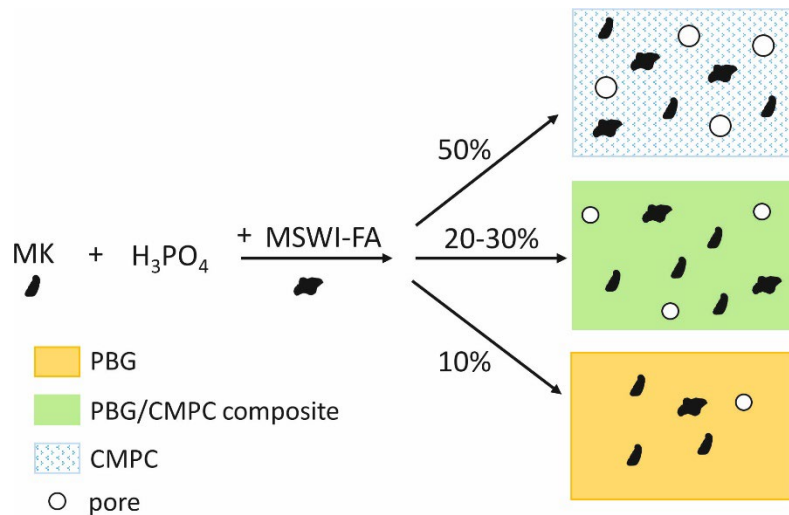 50%
MK + H₃PO₄ + MSWI-FA 20-30%
10%
PBG
PBG/CMPC composite
CMPC
pore